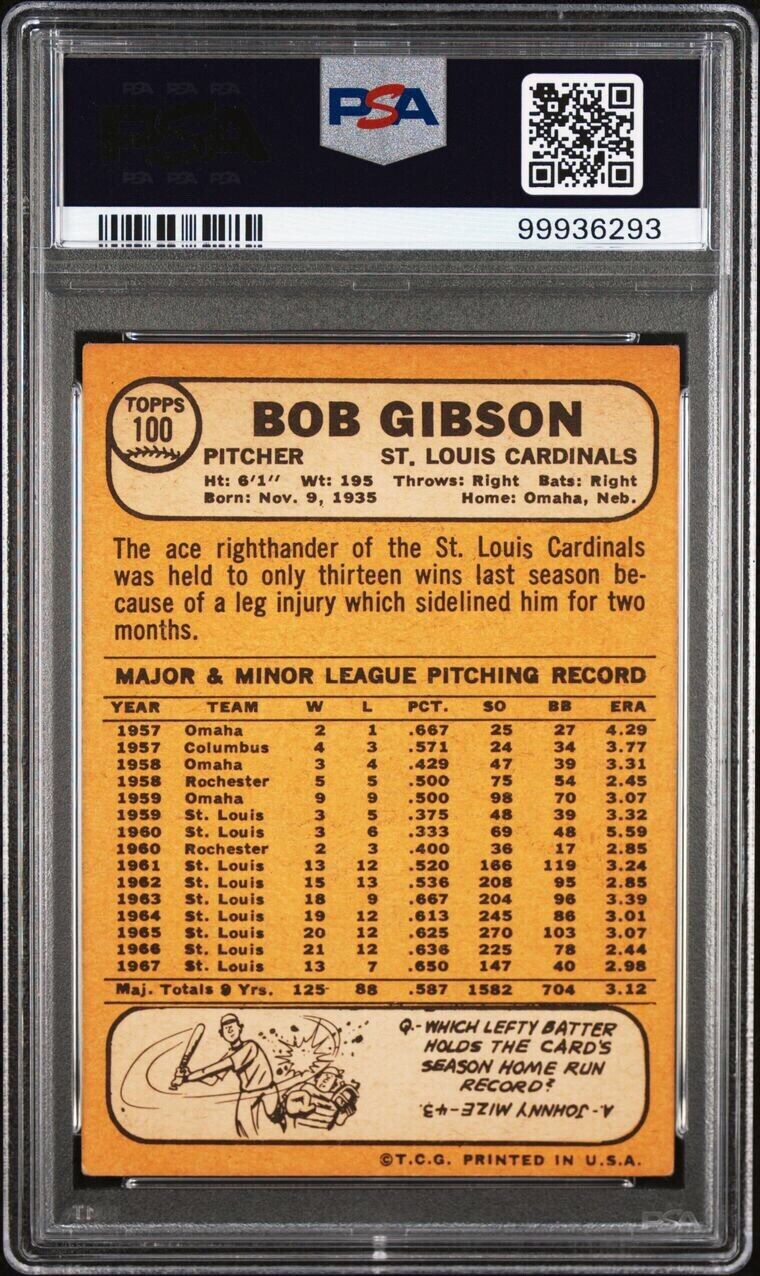 PSA PSA PSA
PSA
PSA
PSA PSA PSA
99936293
TOPPS
100
BOB GIBSON
PITCHER ST. LOUIS CARDINALS
Ht: 6'1" Wt: 195 Throws: Right Bats: Right
Born: Nov. 9, 1935 Home: Omaha, Neb.
The ace righthander of the St. Louis Cardinals
was held to only thirteen wins last season be-
cause of a leg injury which sidelined him for two
months.
MAJOR & MINOR LEAGUE PITCHING RECORD
YEAR TEAM W L PCT. SO BB ERA
1957 Omaha 2 1 .667 25 27 4.29
1957 Columbus 4 3 .571 24 34 3.77
1958 Omaha 3 4 .429 47 39 3.31
1958 Rochester 5 5 .500 75 54 2.45
1959 Omaha 9 9 .500 98 70 3.07
1959 St. Louis 3 5 .375 48 39 3.32
1960 St. Louis 3 6 .333 69 48 5.59
1960 Rochester 2 3 .400 36 17 2.85
1961 St. Louis 13 12 .520 166 119 3.24
1962 St. Louis 15 13 .536 208 95 2.85
1963 St. Louis 18 9 .667 204 96 3.39
1964 St. Louis 19 12 .613 245 86 3.01
1965 St. Louis 20 12 .625 270 103 3.07
1966 St. Louis 21 12 .636 225 78 2.44
1967 St. Louis 13 7 .650 147 40 2.98
Maj. Totals 9 Yrs. 125 88 .587 1582 704 3.12
Q.-WHICH LEFTY BATTER
HOLDS THE CARD'S
SEASON HOME RUN
RECORD?
A.-JOHNNY MIZE-43.
©T.C.G. PRINTED IN U.S.A.
PSA